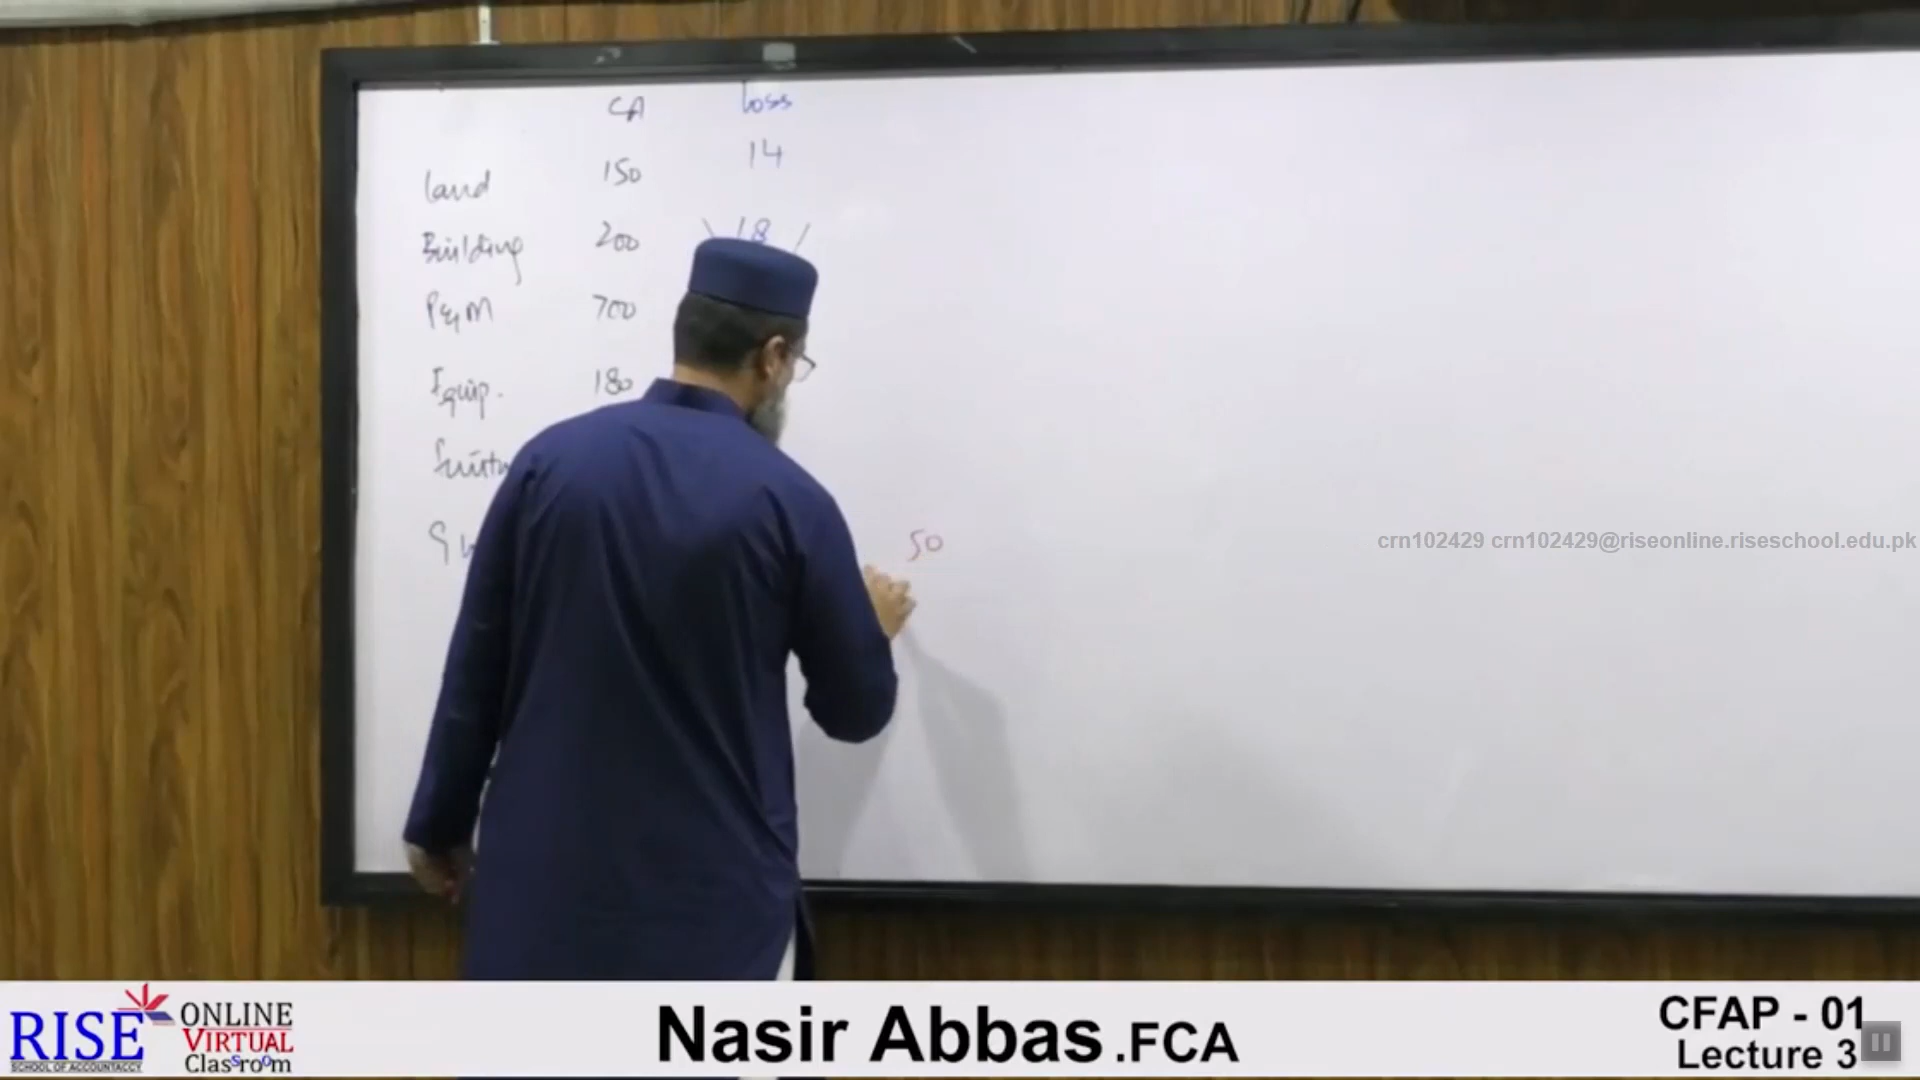 CA Loss
Land 150 14
Building 200 18
P&M 700
Equip. 180
50
crn102429 crn102429@riseonline.riseschool.edu.pk
RISE ONLINE
VIRTUAL
Classroom
SCHOOL OF ACCOUNTANCY
Nasir Abbas .FCA
CFAP - 01
Lecture 3